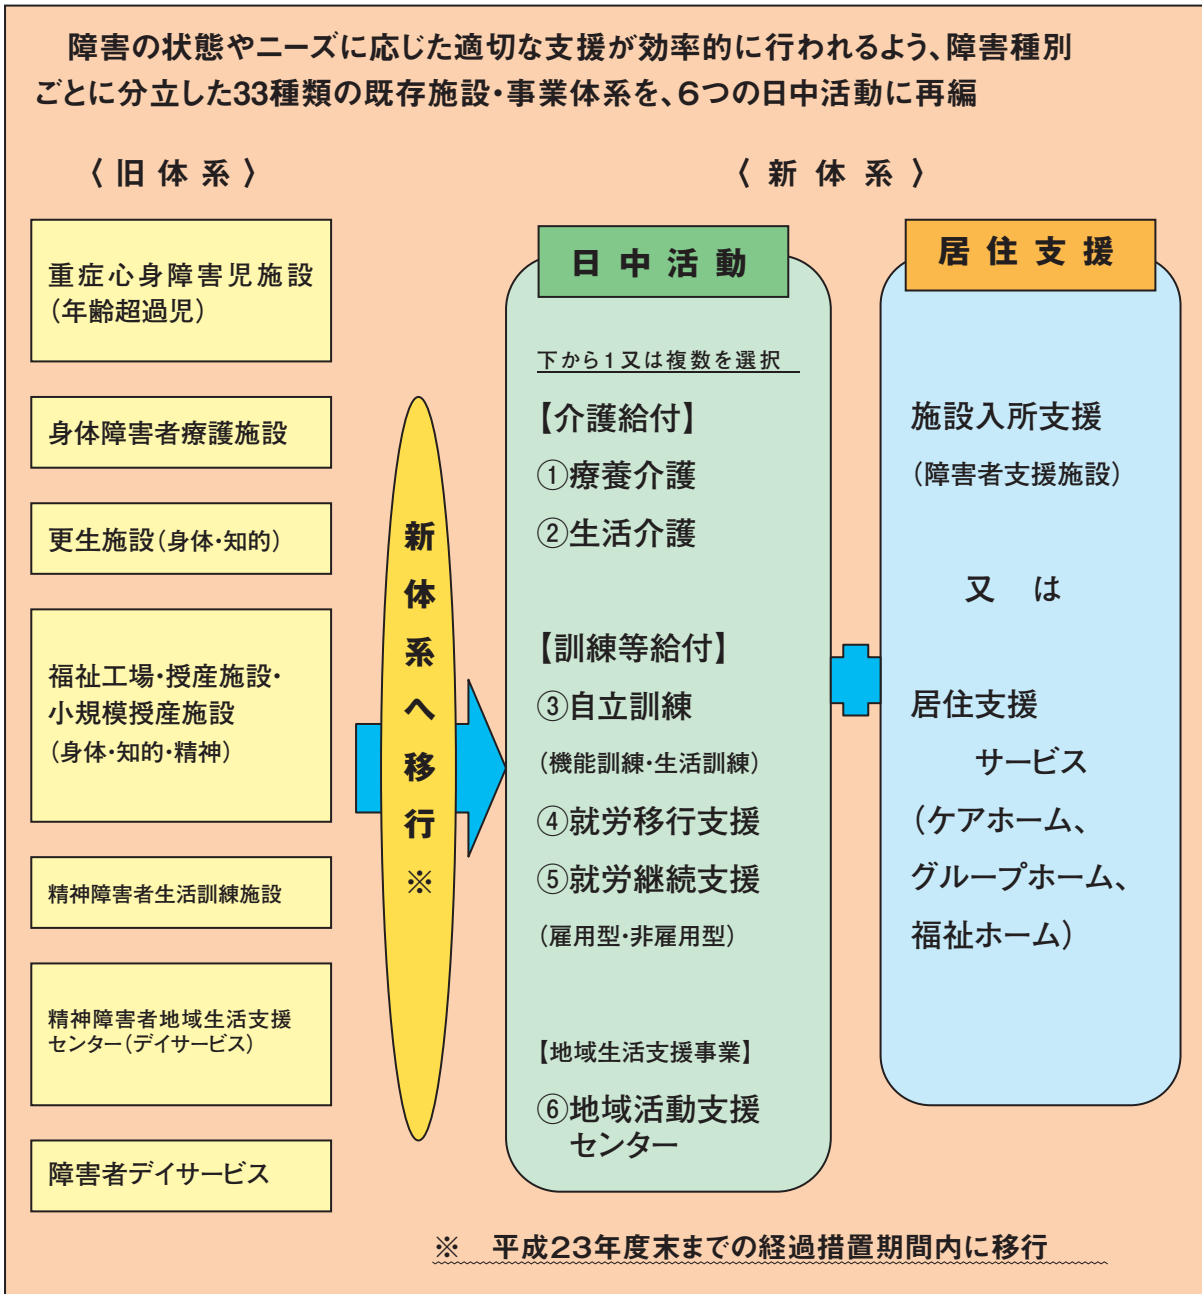 障害の状態やニーズに応じた適切な支援が効率的に行われるよう、障害種別
ごとに分立した33種類の既存施設・事業体系を、6つの日中活動に再編
〈旧体系〉
〈新体系〉
重症心身障害児施設
(年齢超過児)
身体障害者療護施設
更生施設(身体・知的)
福祉工場・授産施設・
小規模授産施設
(身体・知的・精神)
精神障害者生活訓練施設
精神障害者地域生活支援
センター(デイサービス)
障害者デイサービス
新体系へ移行※
日中活動
下から1又は複数を選択
【介護給付】
①療養介護
②生活介護
【訓練等給付】
③自立訓練
(機能訓練・生活訓練)
④就労移行支援
⑤就労継続支援
(雇用型・非雇用型)
【地域生活支援事業】
⑥地域活動支援
センター
居住支援
施設入所支援
(障害者支援施設)
又は
居住支援
サービス
(ケアホーム、
グループホーム、
福祉ホーム)
※ 平成23年度末までの経過措置期間内に移行